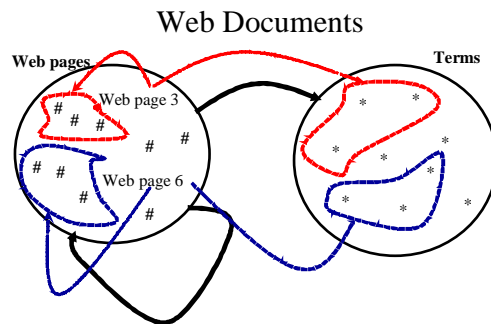 Web Documents
Web pages
Terms
Web page 3
# # # # #
* * * *
# # # # #
* * * * *
Web page 6
#